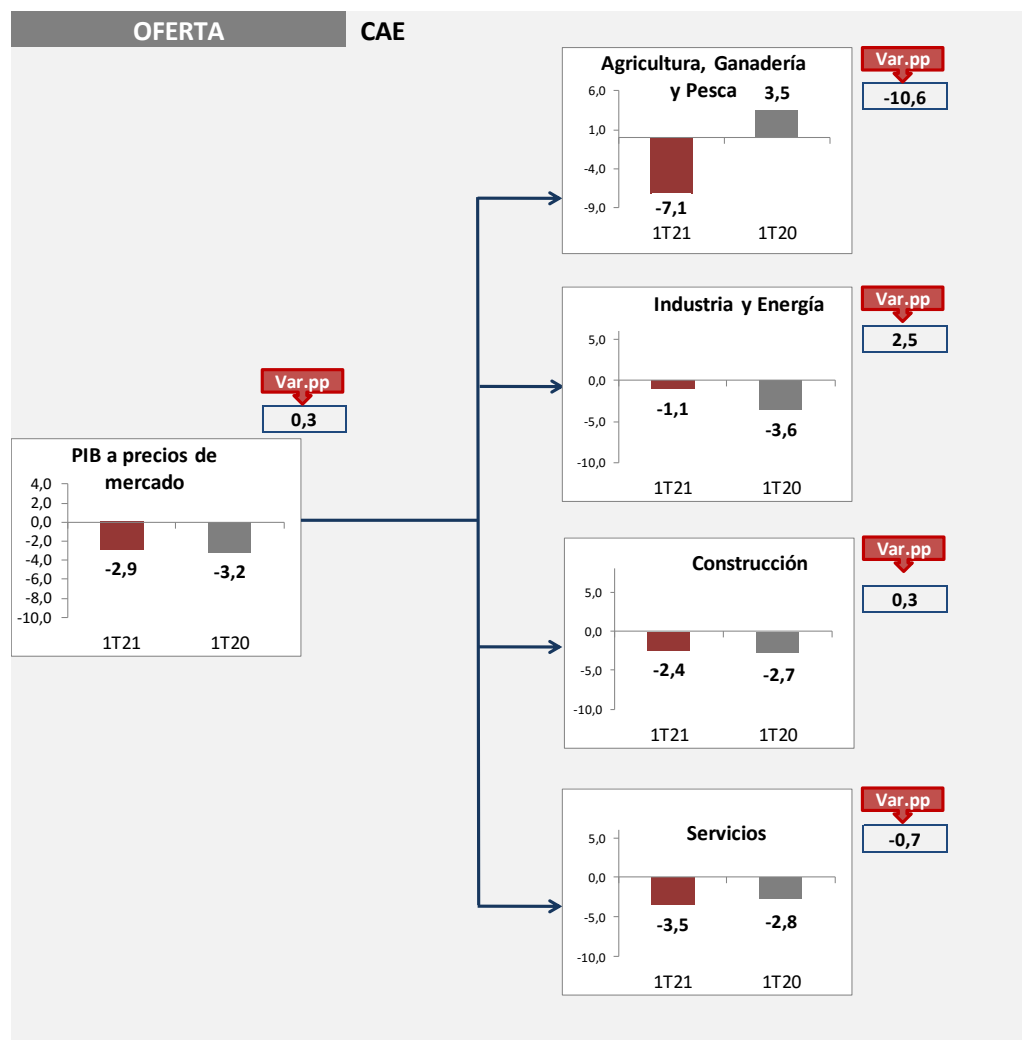 OFERTA
CAE
Agricultura, Ganadería
y Pesca
6,0
1,0
-4,0
-9,0
3,5
-7,1
1T21
1T20
Var.pp
-10,6
Industria y Energía
5,0
0,0
-5,0
-10,0
-1,1
-3,6
1T21
1T20
Var.pp
2,5
Var.pp
0,3
PIB a precios de
mercado
4,0
2,0
0,0
-2,0
-4,0
-6,0
-8,0
-10,0
-2,9
-3,2
1T21
1T20
Construcción
5,0
0,0
-5,0
-10,0
-2,4
-2,7
1T21
1T20
Var.pp
0,3
Servicios
5,0
0,0
-5,0
-10,0
-3,5
-2,8
1T21
1T20
Var.pp
-0,7